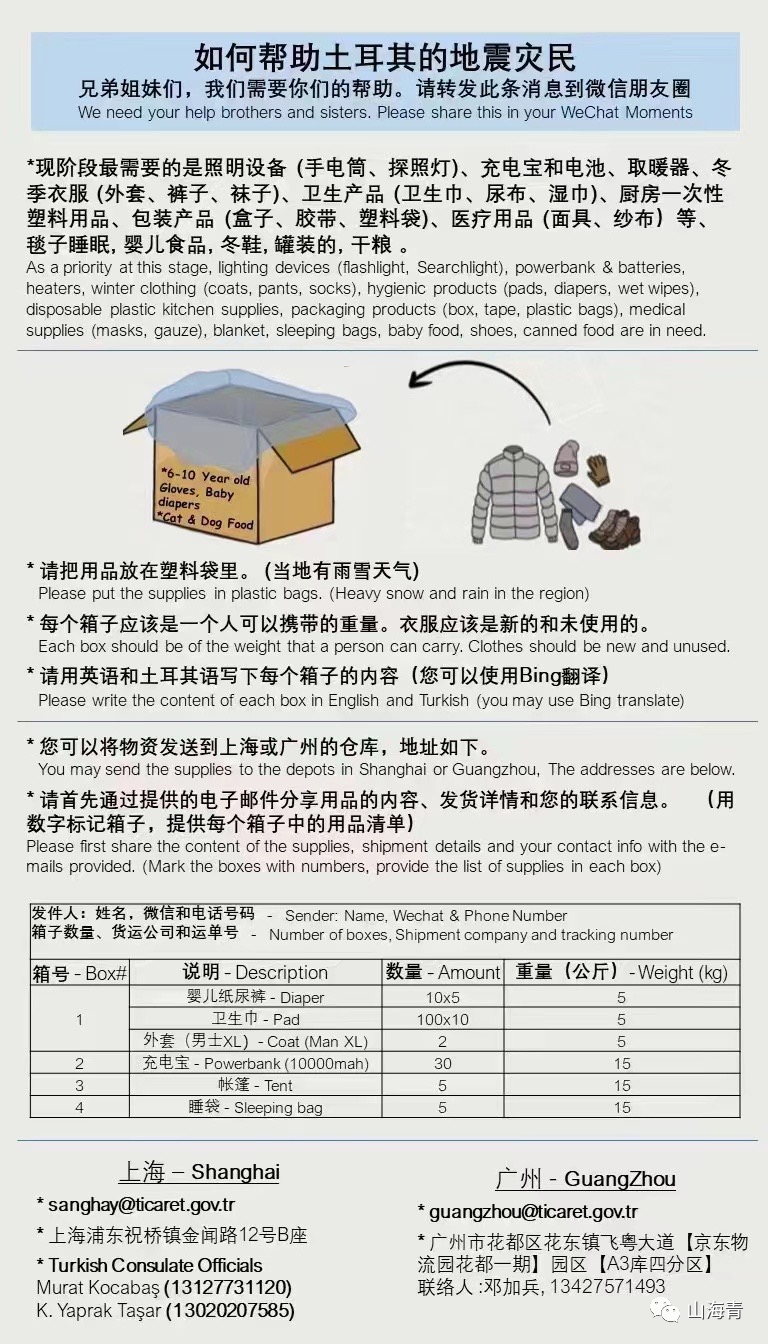 如何帮助土耳其的地震灾民
兄弟姐妹们，我们需要你们的帮助。请转发此条消息到微信朋友圈
We need your help brothers and sisters. Please share this in your WeChat Moments
*现阶段最需要的是照明设备 (手电筒、探照灯)、充电宝和电池、取暖器、冬
季衣服 (外套、裤子、袜子)、卫生产品 (卫生巾、尿布、湿巾)、厨房一次性
塑料用品、包装产品 (盒子、胶带、塑料袋)、医疗用品 (面具、纱布）等、
毯子睡眠, 婴儿食品, 冬鞋, 罐装的, 干粮 。
As a priority at this stage, lighting devices (flashlight, Searchlight), powerbank & batteries,
heaters, winter clothing (coats, pants, socks), hygienic products (pads, diapers, wet wipes),
disposable plastic kitchen supplies, packaging products (box, tape, plastic bags), medical
supplies (masks, gauze), blanket, sleeping bags, baby food, shoes, canned food are in need.
*6-10 Year old
Gloves, Baby
diapers
*Cat & Dog Food
* 请把用品放在塑料袋里。(当地有雨雪天气)
Please put the supplies in plastic bags. (Heavy snow and rain in the region)
* 每个箱子应该是一个人可以携带的重量。衣服应该是新的和未使用的。
Each box should be of the weight that a person can carry. Clothes should be new and unused.
* 请用英语和土耳其语写下每个箱子的内容（您可以使用Bing翻译）
Please write the content of each box in English and Turkish (you may use Bing translate)
* 您可以将物资发送到上海或广州的仓库，地址如下。
You may send the supplies to the depots in Shanghai or Guangzhou, The addresses are below.
* 请首先通过提供的电子邮件分享用品的内容、发货详情和您的联系信息。 （用
数字标记箱子，提供每个箱子中的用品清单）
Please first share the content of the supplies, shipment details and your contact info with the e-
mails provided. (Mark the boxes with numbers, provide the list of supplies in each box)
发件人：姓名，微信和电话号码 - Sender: Name, Wechat & Phone Number
箱子数量、货运公司和运单号 - Number of boxes, Shipment company and tracking number
箱号 - Box# 说明 - Description 数量 - Amount 重量（公斤）- Weight (kg)
1 婴儿纸尿裤 - Diaper 10x5 5
卫生巾 - Pad 100x10 5
外套（男士XL）- Coat (Man XL) 2 5
2 充电宝 - Powerbank (10000mah) 30 15
3 帐篷 - Tent 5 15
4 睡袋 - Sleeping bag 5 15
上海 – Shanghai
* sanghay@ticaret.gov.tr
* 上海浦东祝桥镇金闻路12号B座
* Turkish Consulate Officials
Murat Kocabaş (13127731120)
K. Yaprak Taşar (13020207585)
广州 - GuangZhou
* guangzhou@ticaret.gov.tr
* 广州市花都区花东镇飞粤大道【京东物
流园花都一期】园区【A3库四分区】
联络人 :邓加兵, 13427571493
山海青